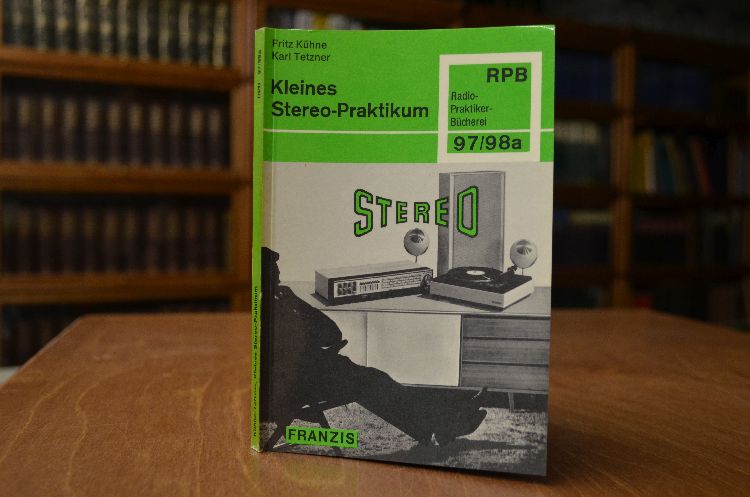 Fritz Kühne
Karl Tetzner
Kleines
Stereo-Praktikum
RPB
Radio-
Praktiker-
Bücherei
97/98a
STEREO
FRANZIS